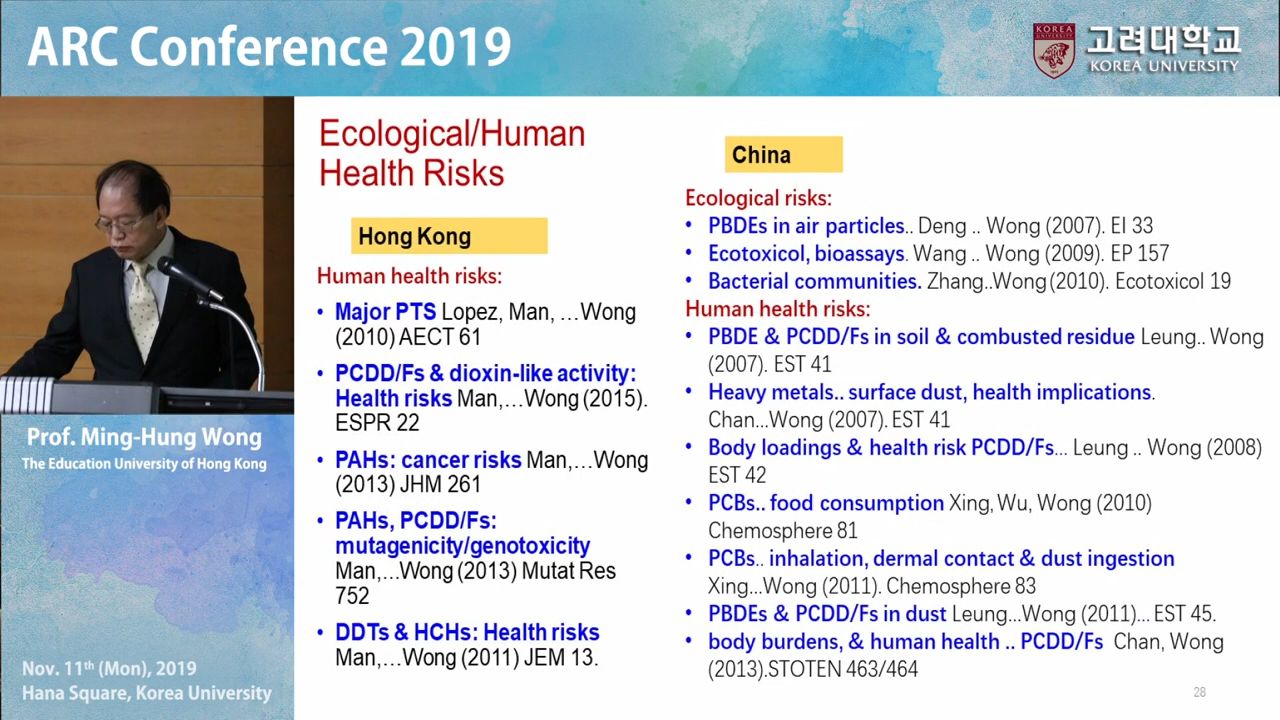 ARC Conference 2019
KOREA
UNIVERSITY
고려대학교
KOREA UNIVERSITY
Prof. Ming-Hung Wong
The Education University of Hong Kong
Nov. 11th (Mon), 2019
Hana Square, Korea University
Ecological/Human
Health Risks
Hong Kong
Human health risks:
• Major PTS Lopez, Man, …Wong
(2010) AECT 61
• PCDD/Fs & dioxin-like activity:
Health risks Man,…Wong (2015).
ESPR 22
• PAHs: cancer risks Man,…Wong
(2013) JHM 261
• PAHs, PCDD/Fs:
mutagenicity/genotoxicity
Man,…Wong (2013) Mutat Res
752
• DDTs & HCHs: Health risks
Man,…Wong (2011) JEM 13.
China
Ecological risks:
• PBDEs in air particles.. Deng .. Wong (2007). EI 33
• Ecotoxicol, bioassays. Wang .. Wong (2009). EP 157
• Bacterial communities. Zhang..Wong(2010). Ecotoxicol 19
Human health risks:
• PBDE & PCDD/Fs in soil & combusted residue Leung.. Wong
(2007). EST 41
• Heavy metals.. surface dust, health implications.
Chan…Wong (2007). EST 41
• Body loadings & health risk PCDD/Fs… Leung .. Wong (2008)
EST 42
• PCBs.. food consumption Xing, Wu, Wong (2010)
Chemosphere 81
• PCBs.. inhalation, dermal contact & dust ingestion
Xing…Wong (2011). Chemosphere 83
• PBDEs & PCDD/Fs in dust Leung…Wong (2011)… EST 45.
• body burdens, & human health .. PCDD/Fs Chan, Wong
(2013).STOTEN 463/464
28